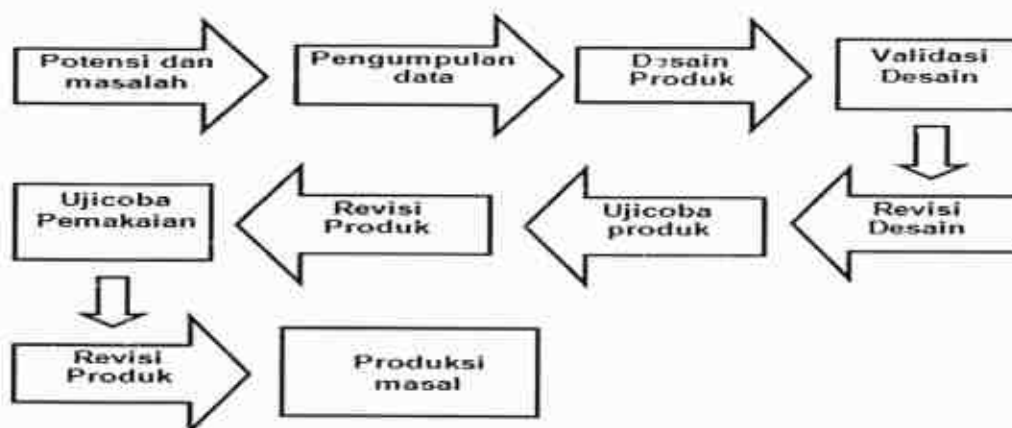 Potensi dan
masalah
Pengumpulan
data
Desain
Produk
Validasi
Desain
Revisi
Desain
Ujicoba
produk
Revisi
Produk
Ujicoba
Pemakaian
Revisi
Produk
Produksi
masal